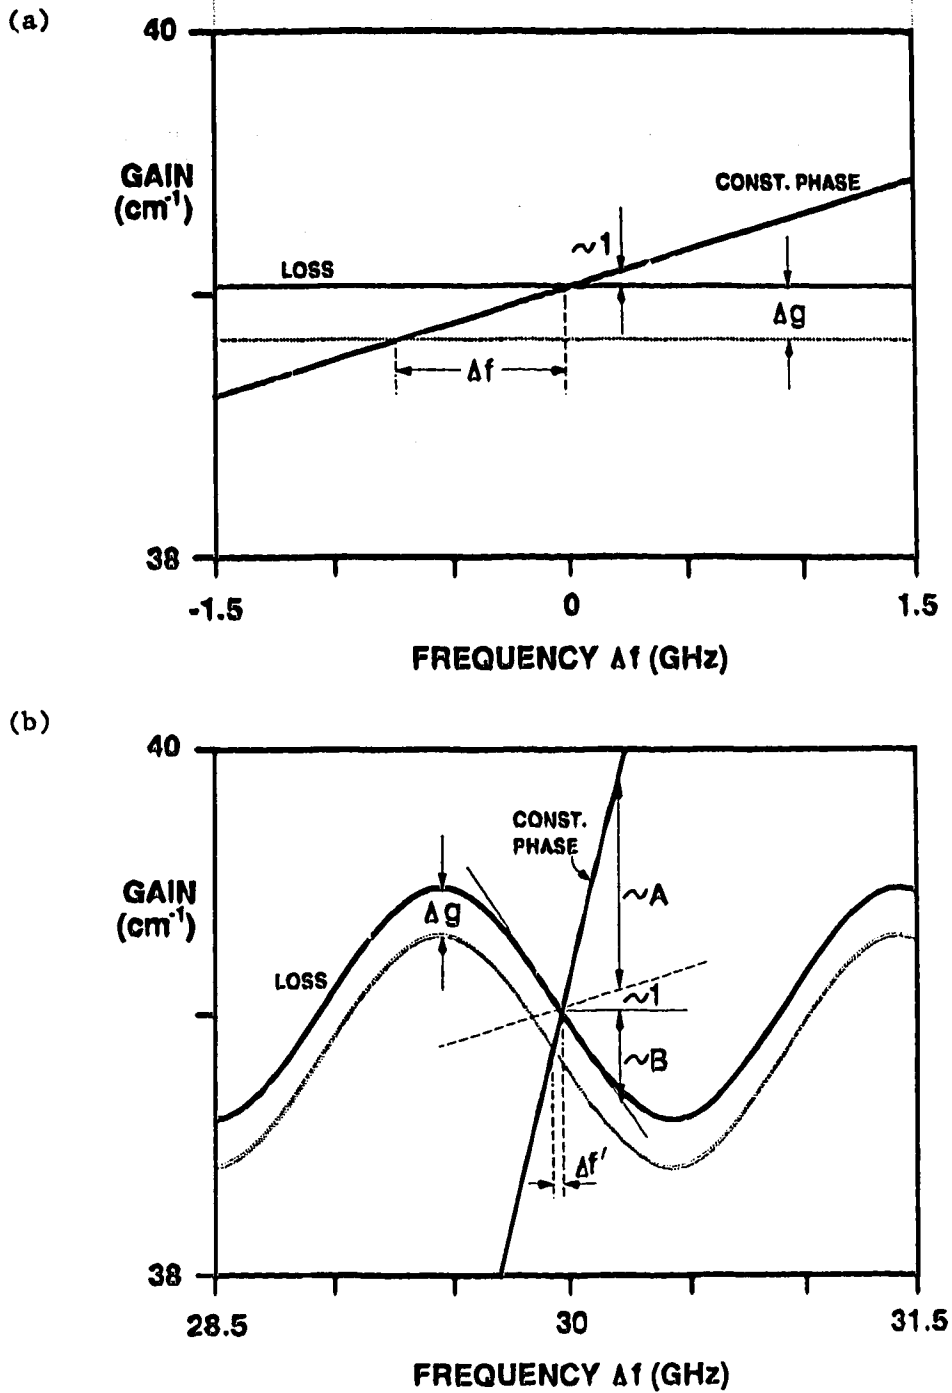 (a)
40
GAIN
(cm⁻¹)
CONST. PHASE
~1
LOSS
Δg
Δf
38
-1.5
0
1.5
FREQUENCY Δf (GHz)
(b)
40
CONST.
PHASE
GAIN
(cm⁻¹)
Δg
~A
LOSS
~1
~B
Δf′
38
28.5
30
31.5
FREQUENCY Δf (GHz)